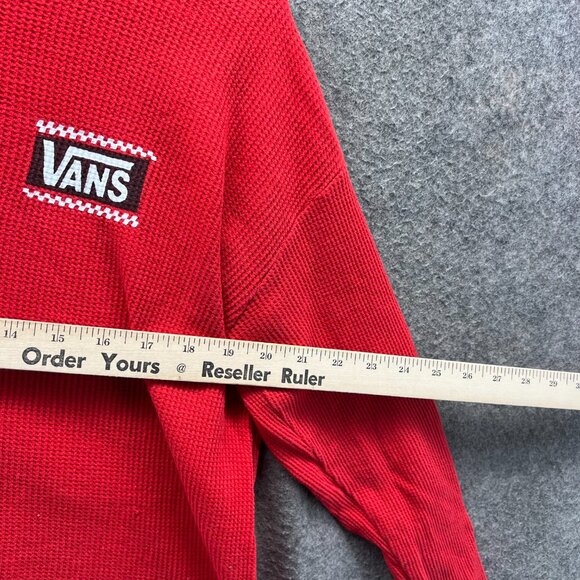 VANS
14 15 16 17 18 19 20 21 22 23 24 25 26 27 28 29 30
Order Yours @ Reseller Ruler